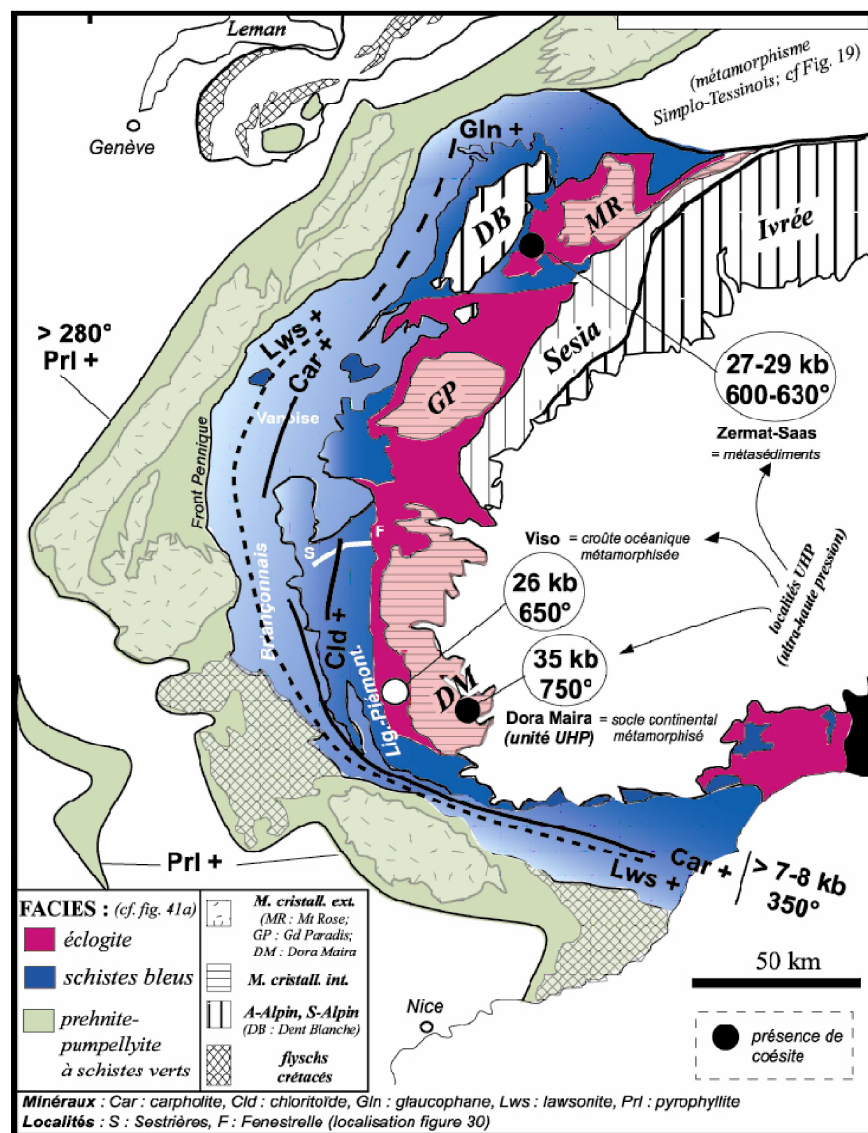 Leman
Genève
(métamorphisme
Simplo-Tessinois; cf Fig. 19)
Gln +
DB
MR
Ivrée
> 280°
Prl +
Lws +
Car +
Sesia
27-29 kb
600-630°
Zermat-Saas
= métasédiments
GP
Vanoise
Front Pennique
Viso = croûte océanique
métamorphisée
localités UHP
(ultra-haute pression)
F
S
26 kb
650°
Briançonnais
Cld +
35 kb
750°
Lig.-Piémont.
DM
Dora Maira = socle continental
(unité UHP) métamorphisé
Prl +
Car +
Lws +
> 7-8 kb
350°
FACIES : (cf. fig. 41a)
éclogite
schistes bleus
prehnite-
pumpellyite
à schistes verts
M. cristall. ext.
(MR : Mt Rose;
GP : Gd Paradis;
DM : Dora Maira
M. cristall. int.
A-Alpin, S-Alpin
(DB : Dent Blanche)
flyschs
crétacés
Nice
50 km
présence de
coésite
Minéraux : Car : carpholite, Cld : chloritoïde, Gln : glaucophane, Lws : lawsonite, Prl : pyrophyllite
Localités : S : Sestrières, F : Fenestrelle (localisation figure 30)